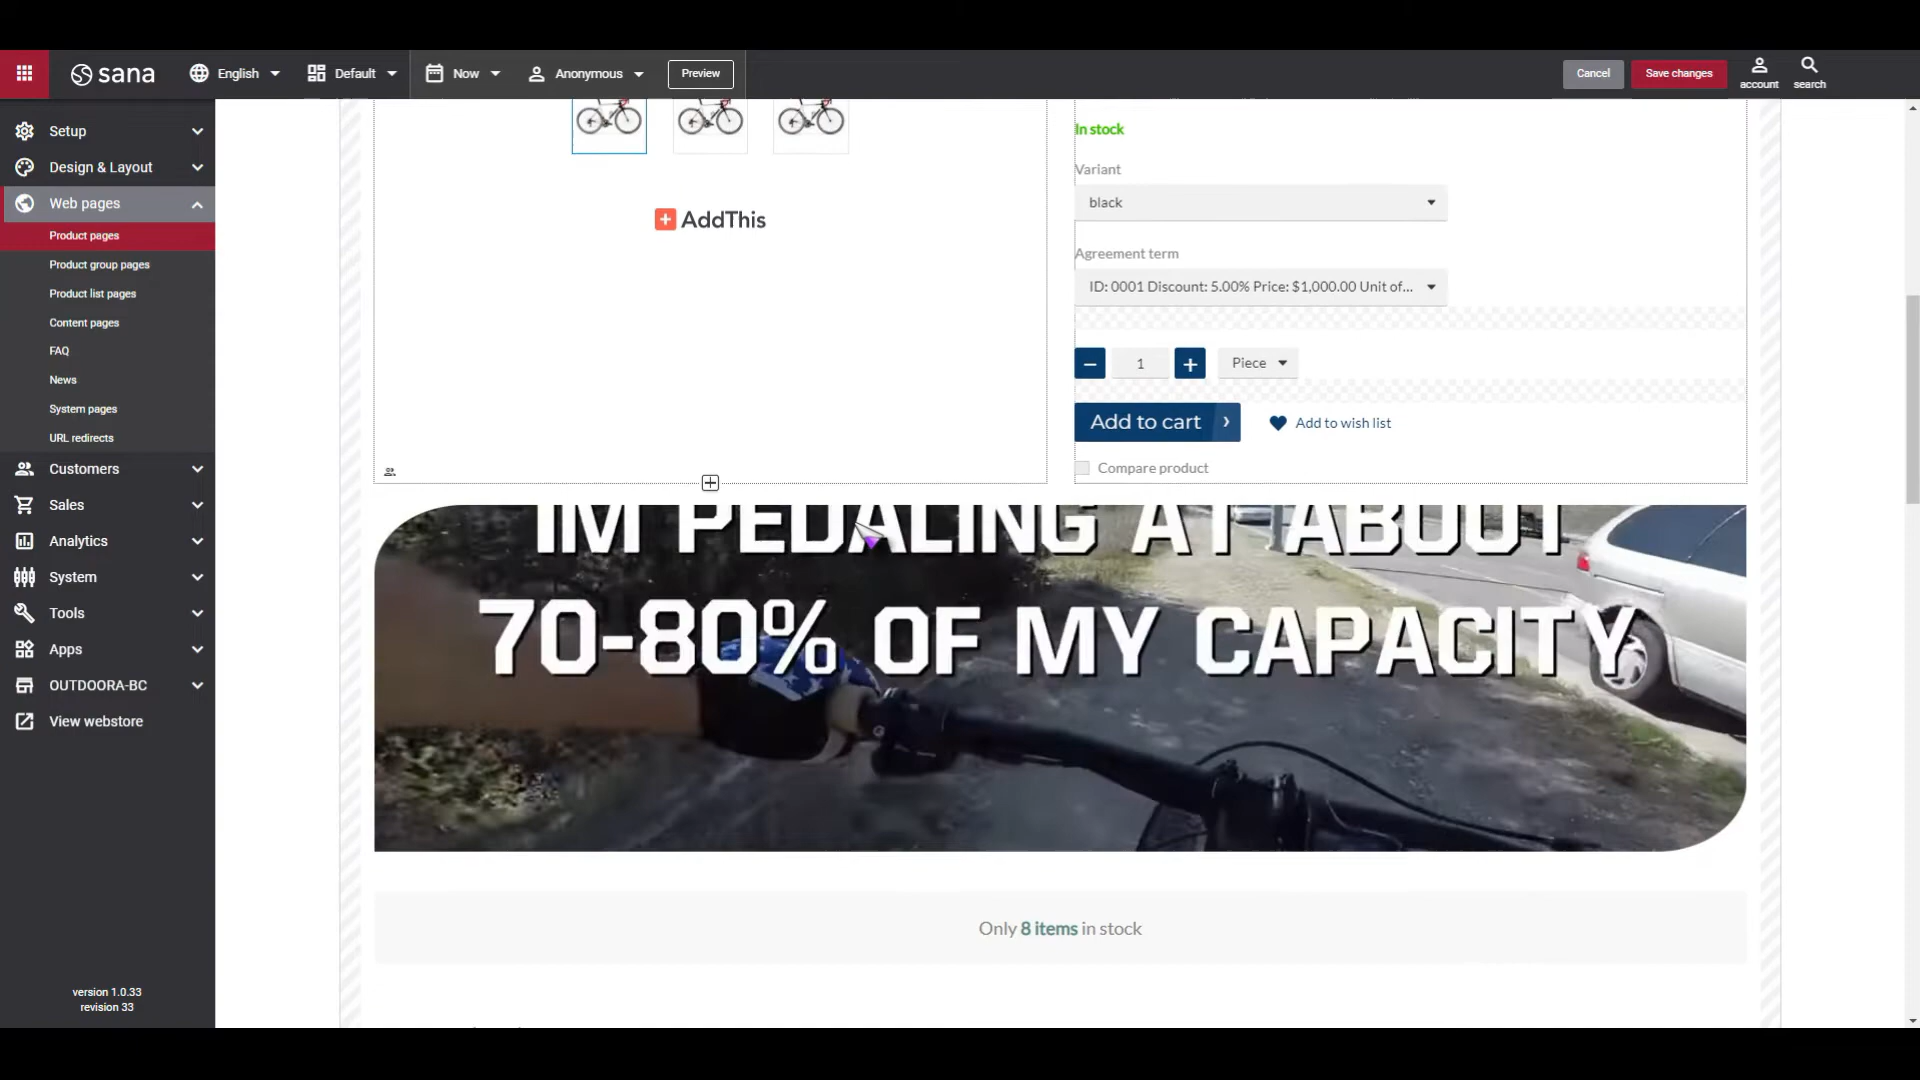 sana
English
Default
Now
Anonymous
Preview
Cancel
Save changes
account
search
Setup
Design & Layout
Web pages
Product pages
Product group pages
Product list pages
Content pages
FAQ
News
System pages
URL redirects
Customers
Sales
Analytics
System
Tools
Apps
OUTDOORA-BC
View webstore
version 1.0.33
revision 33
AddThis
In stock
Variant
black
Agreement term
ID: 0001 Discount: 5.00% Price: $1,000.00 Unit of...
1
Piece
Add to cart
Add to wish list
Compare product
IM PEDALING AT ABOUT
70-80% OF MY CAPACITY
Only 8 items in stock